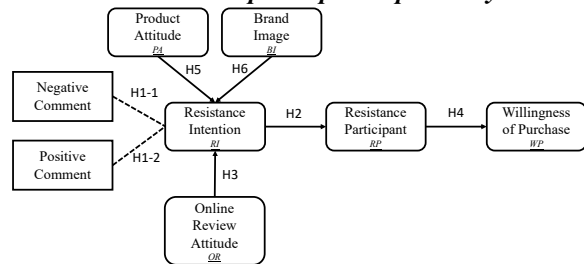 Product
Attitude
PA
Brand
Image
BI
H5
H6
Negative
Comment
H1-1
Resistance
Intention
RI
H2
Resistance
Participant
RP
H4
Willingness
of Purchase
WP
Positive
Comment
H1-2
H3
Online
Review
Attitude
OR